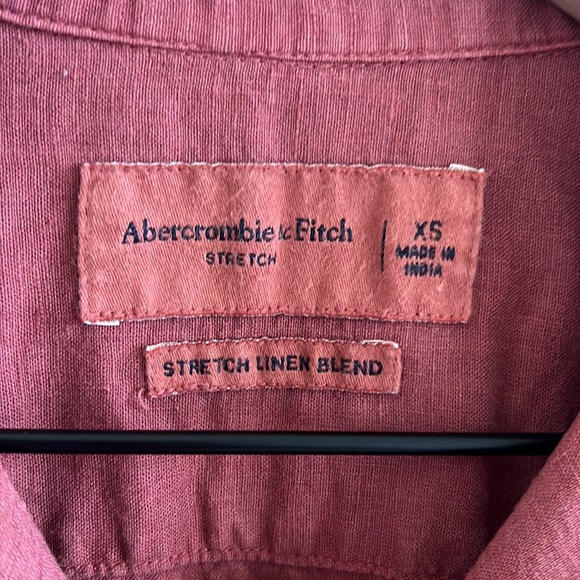 Abercrombie & Fitch
STRETCH
XS
MADE IN
INDIA
STRETCH LINEN BLEND